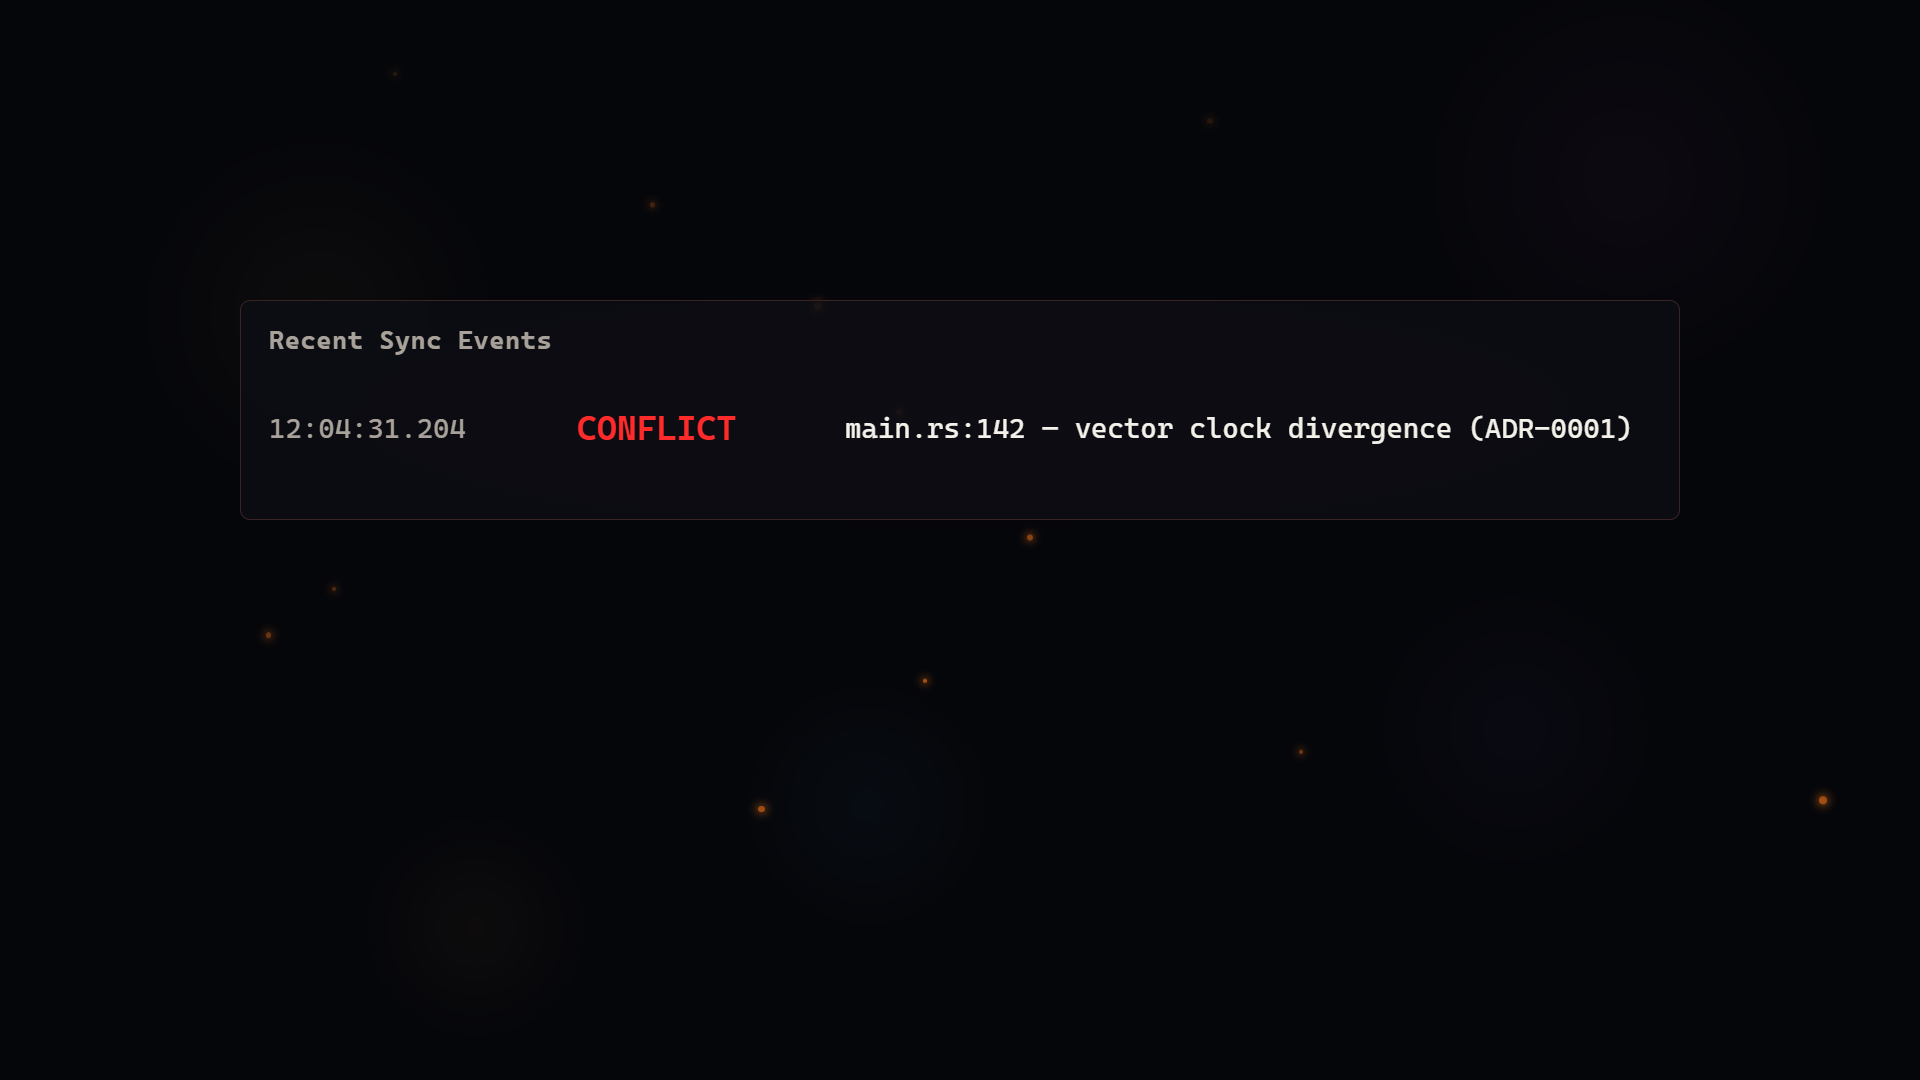 Recent Sync Events
12:04:31.204 CONFLICT main.rs:142 — vector clock divergence (ADR-0001)